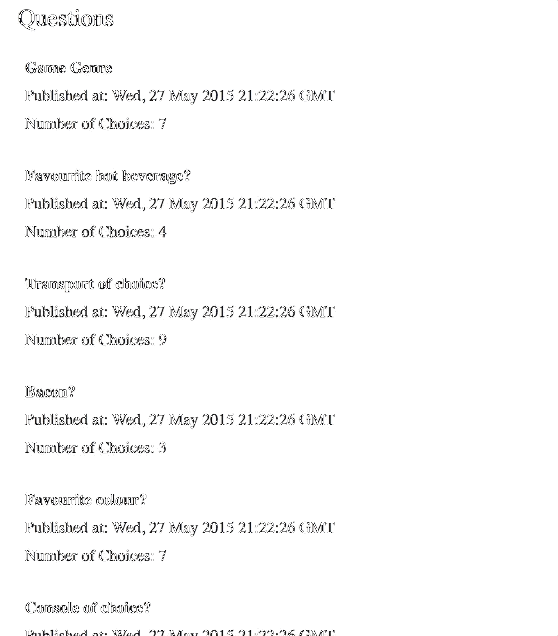 Questions
Game Genre
Published at: Wed, 27 May 2015 21:22:26 GMT
Number of Choices: 7
Favourite hot beverage?
Published at: Wed, 27 May 2015 21:22:26 GMT
Number of Choices: 4
Transport of choice?
Published at: Wed, 27 May 2015 21:22:26 GMT
Number of Choices: 9
Bacon?
Published at: Wed, 27 May 2015 21:22:26 GMT
Number of Choices: 3
Favourite colour?
Published at: Wed, 27 May 2015 21:22:26 GMT
Number of Choices: 7
Console of choice?
Published at: Wed, 27 May 2015 21:22:26 GMT